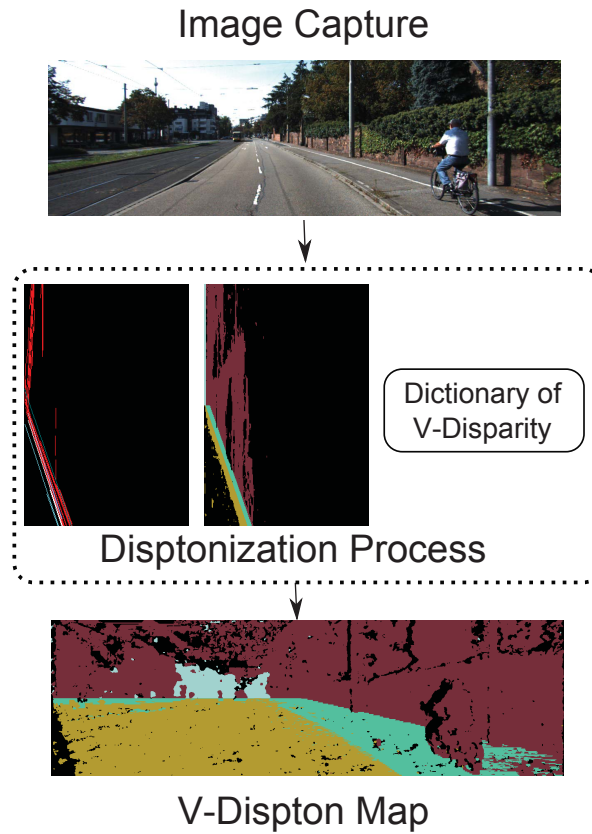 Image Capture
Dictionary of
V-Disparity
Disptonization Process
V-Dispton Map